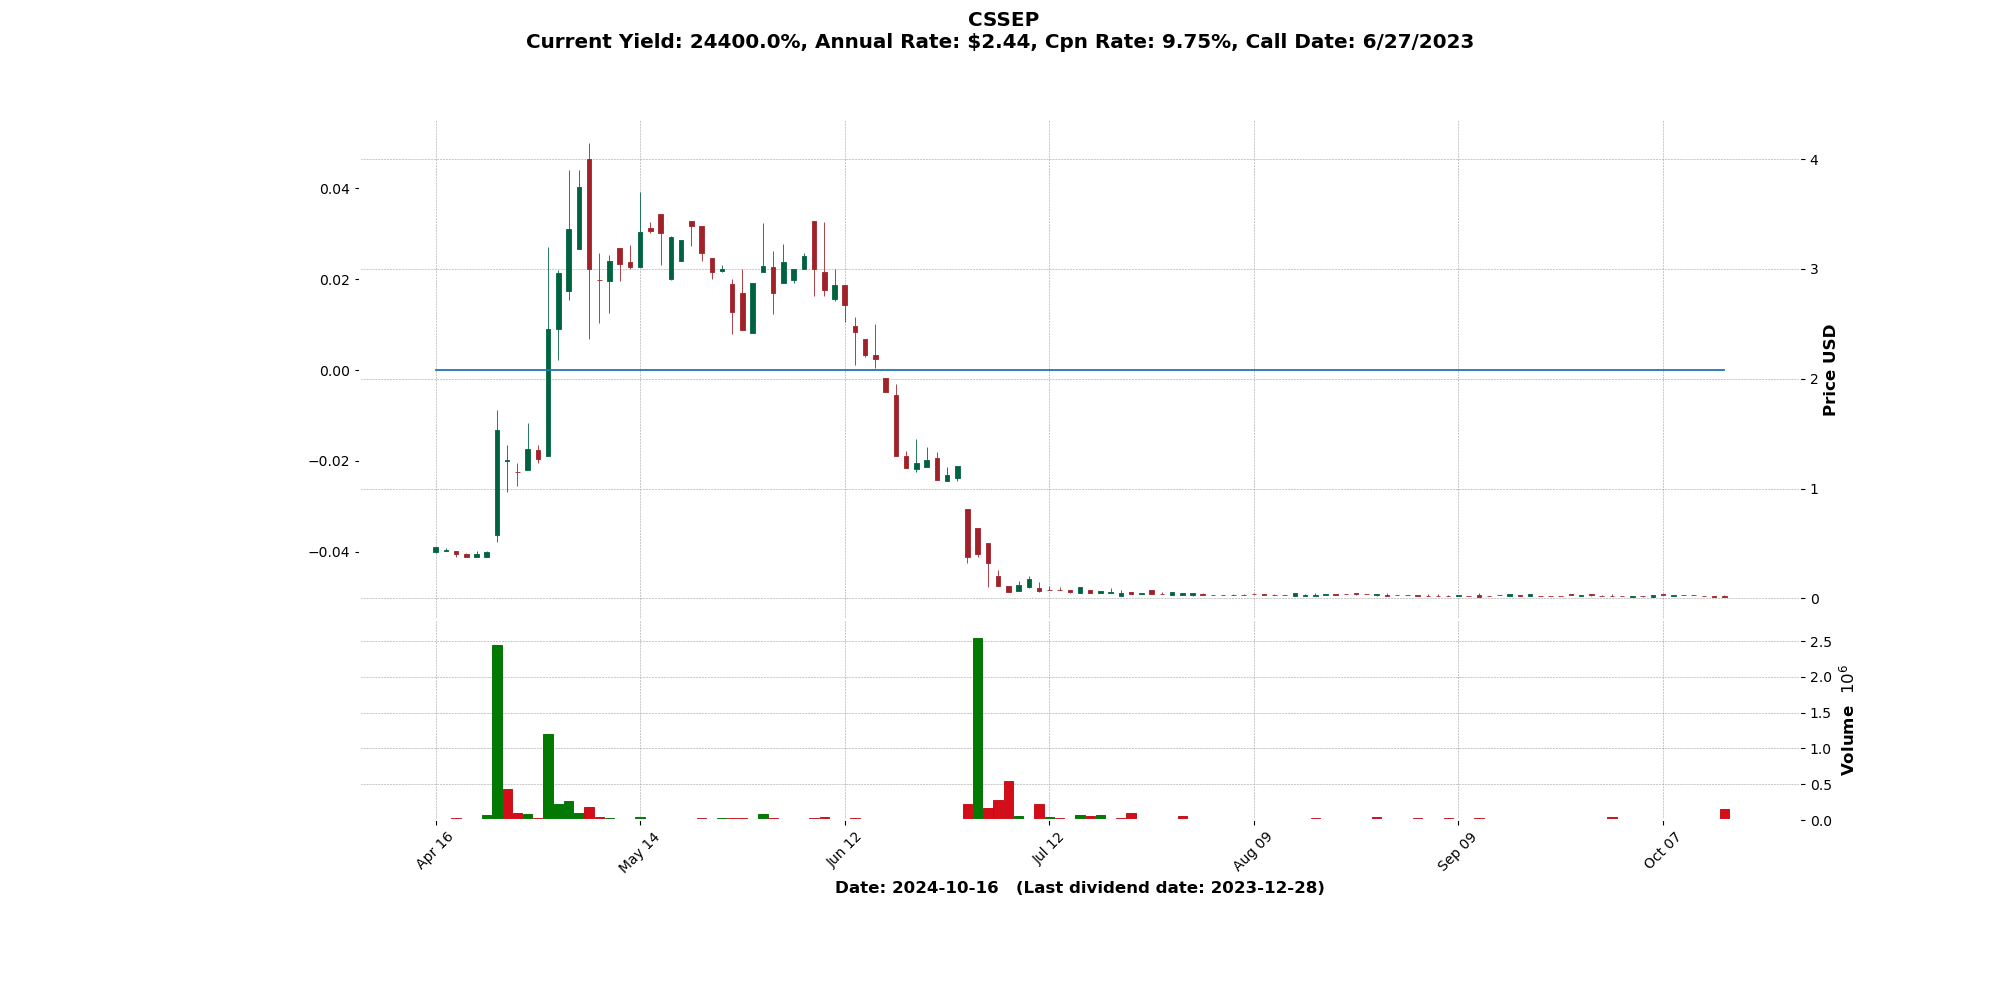 CSSEP
Current Yield: 24400.0%, Annual Rate: $2.44, Cpn Rate: 9.75%, Call Date: 6/27/2023
0.04
0.02
0.00
−0.02
−0.04
4
3
2
1
0
Price USD
2.5
2.0
1.5
1.0
0.5
0.0
Volume 10⁶
Apr 16
May 14
Jun 12
Jul 12
Aug 09
Sep 09
Oct 07
Date: 2024-10-16 (Last dividend date: 2023-12-28)